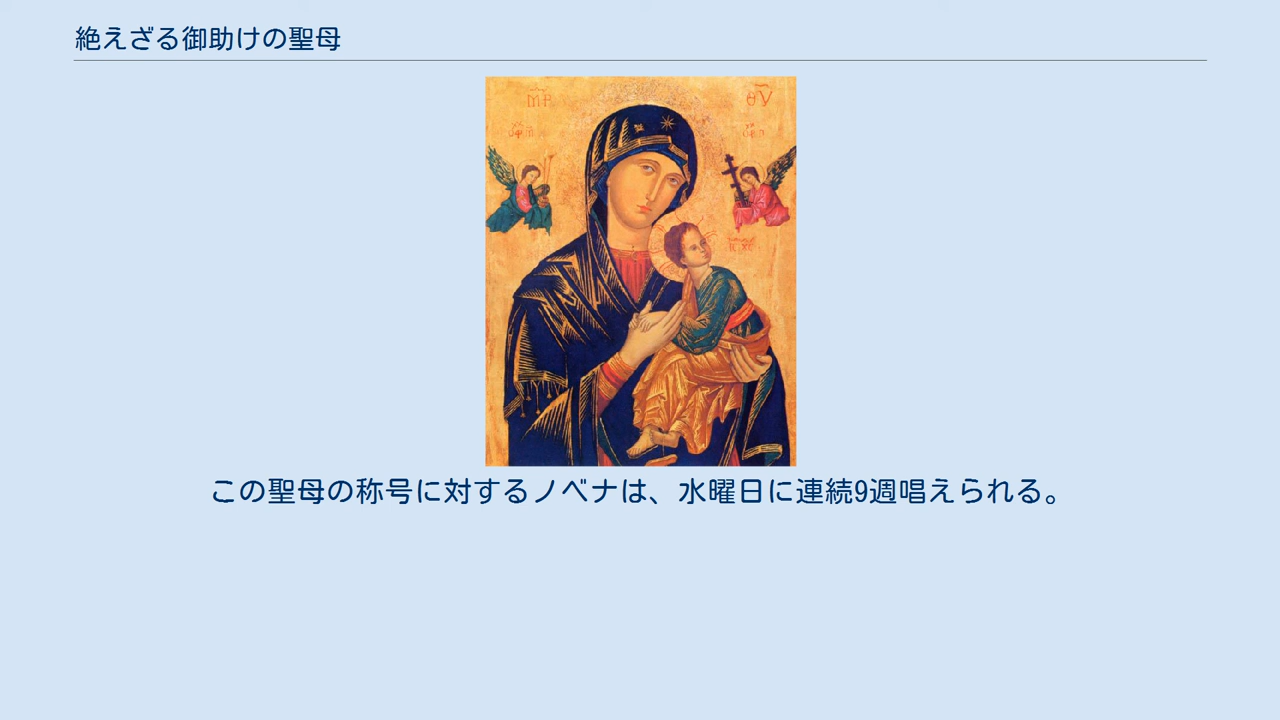 絶えざる御助けの聖母
ΜΡ ΘΥ
この聖母の称号に対するノベナは、水曜日に連続9週唱えられる。